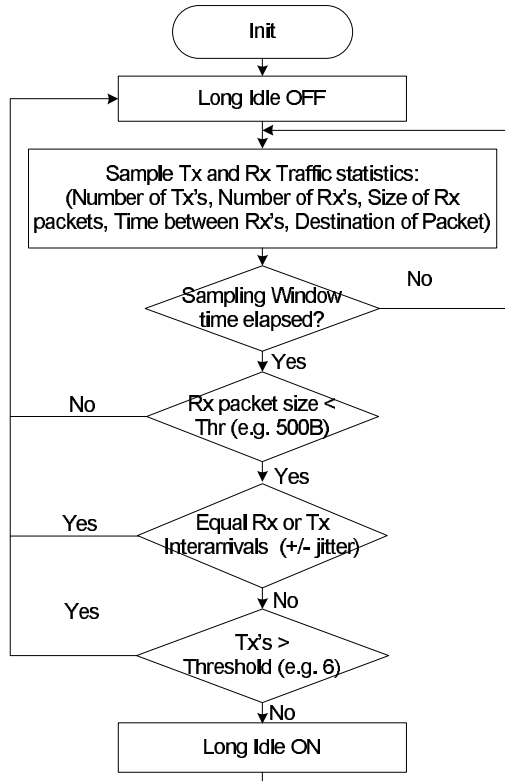 Init
Long Idle OFF
Sample Tx and Rx Traffic statistics:
(Number of Tx's, Number of Rx's, Size of Rx
packets, Time between Rx's, Destination of Packet)
Sampling Window
time elapsed?
No
Yes
Rx packet size <
Thr (e.g. 500B)
No
Yes
Equal Rx or Tx
Interarrivals (+/- jitter)
Yes
No
Tx's >
Threshold (e.g. 6)
Yes
No
Long Idle ON